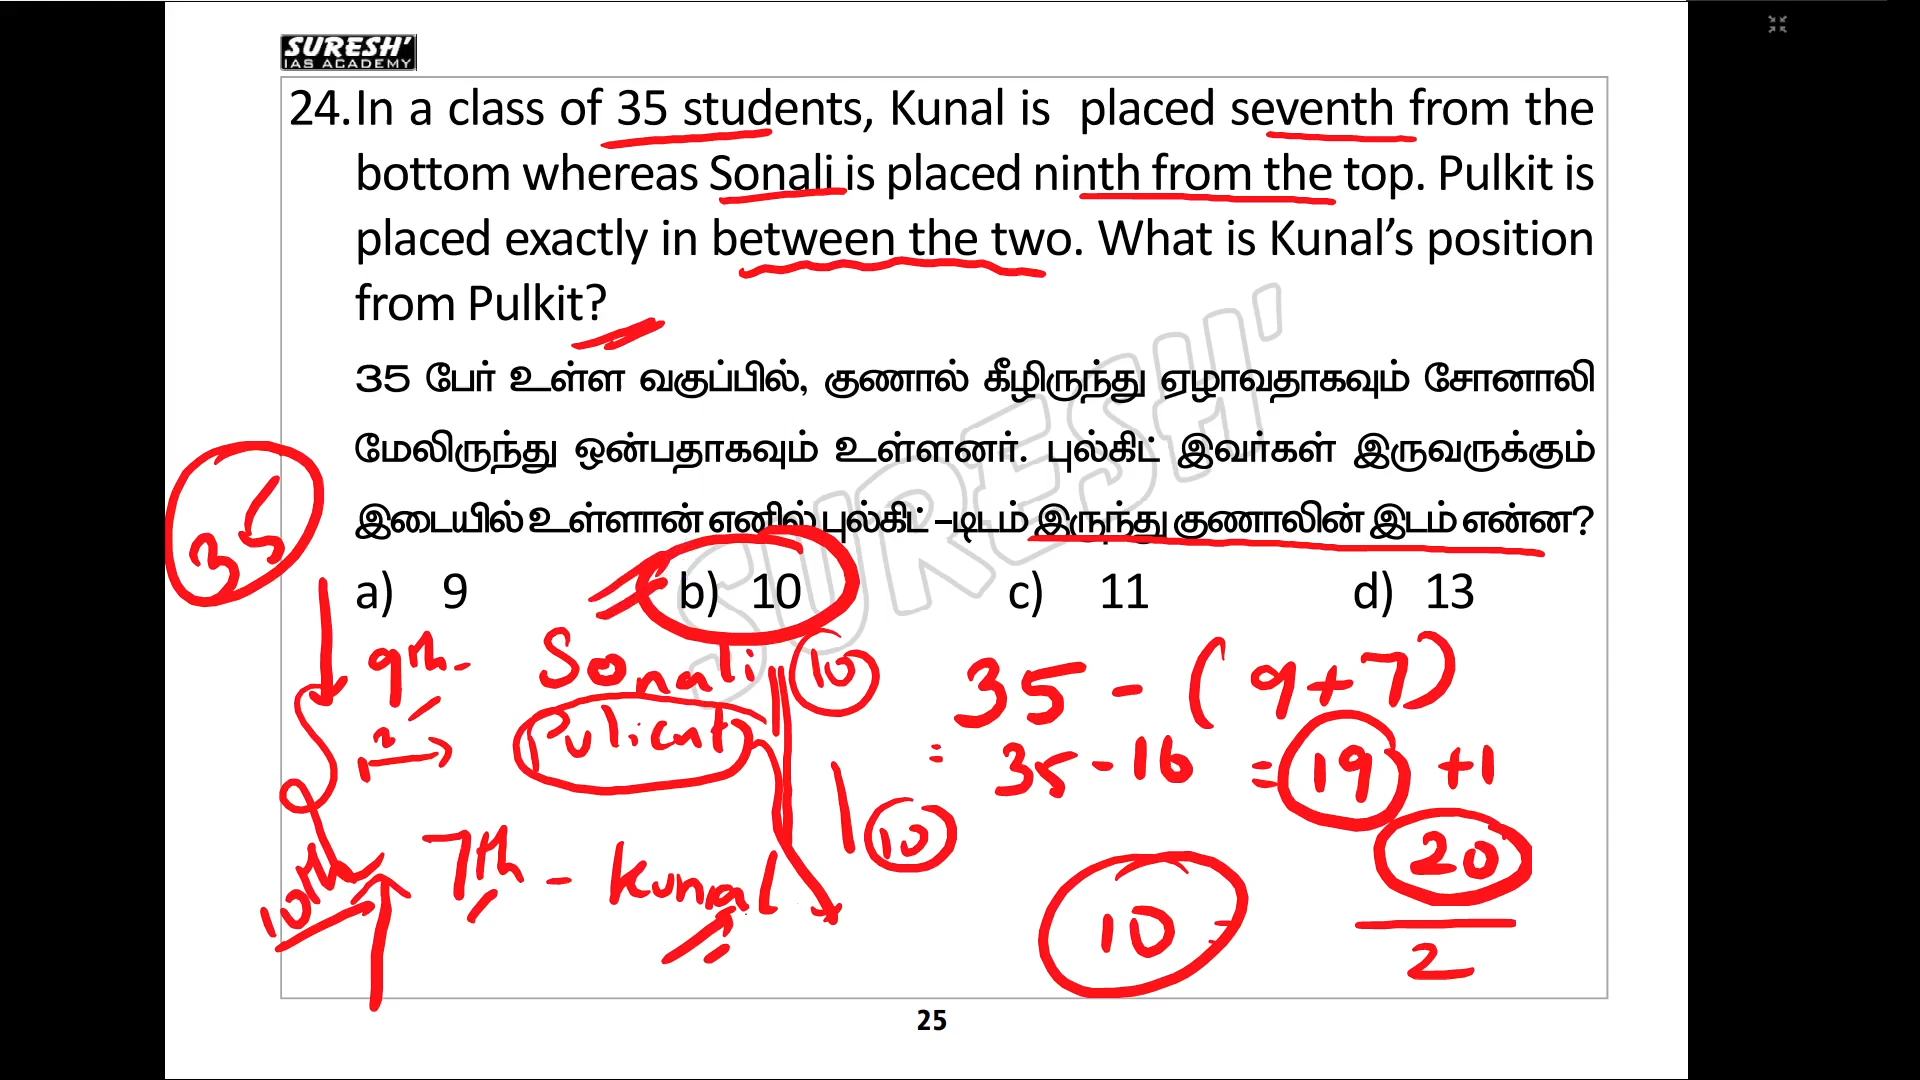 SURESH'
IAS ACADEMY
24. In a class of 35 students, Kunal is placed seventh from the
bottom whereas Sonali is placed ninth from the top. Pulkit is
placed exactly in between the two. What is Kunal's position
from Pulkit?
35 பேர் உள்ள வகுப்பில், குணால் கீழிருந்து ஏழாவதாகவும் சோனாலி
மேலிருந்து ஒன்பதாகவும் உள்ளனர். புல்கிட் இவர்கள் இருவருக்கும்
இடையில் உள்ளான் எனில் புல்கிட் -டிடம் இருந்து குணாலின் இடம் என்ன?
a) 9 b) 10 c) 11 d) 13
SURESH'
35
9th - Sonali 10 35 - (9+7)
Pulicat = 35 - 16 = 19 +1
10 20
10th 7th - Kunal 10 2
25